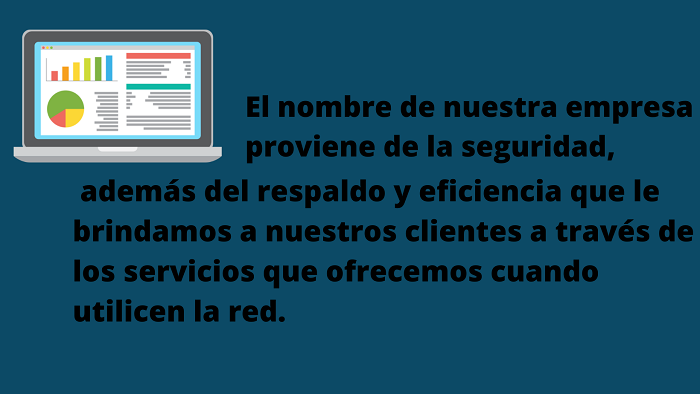 El nombre de nuestra empresa
proviene de la seguridad,
además del respaldo y eficiencia que le
brindamos a nuestros clientes a través de
los servicios que ofrecemos cuando
utilicen la red.